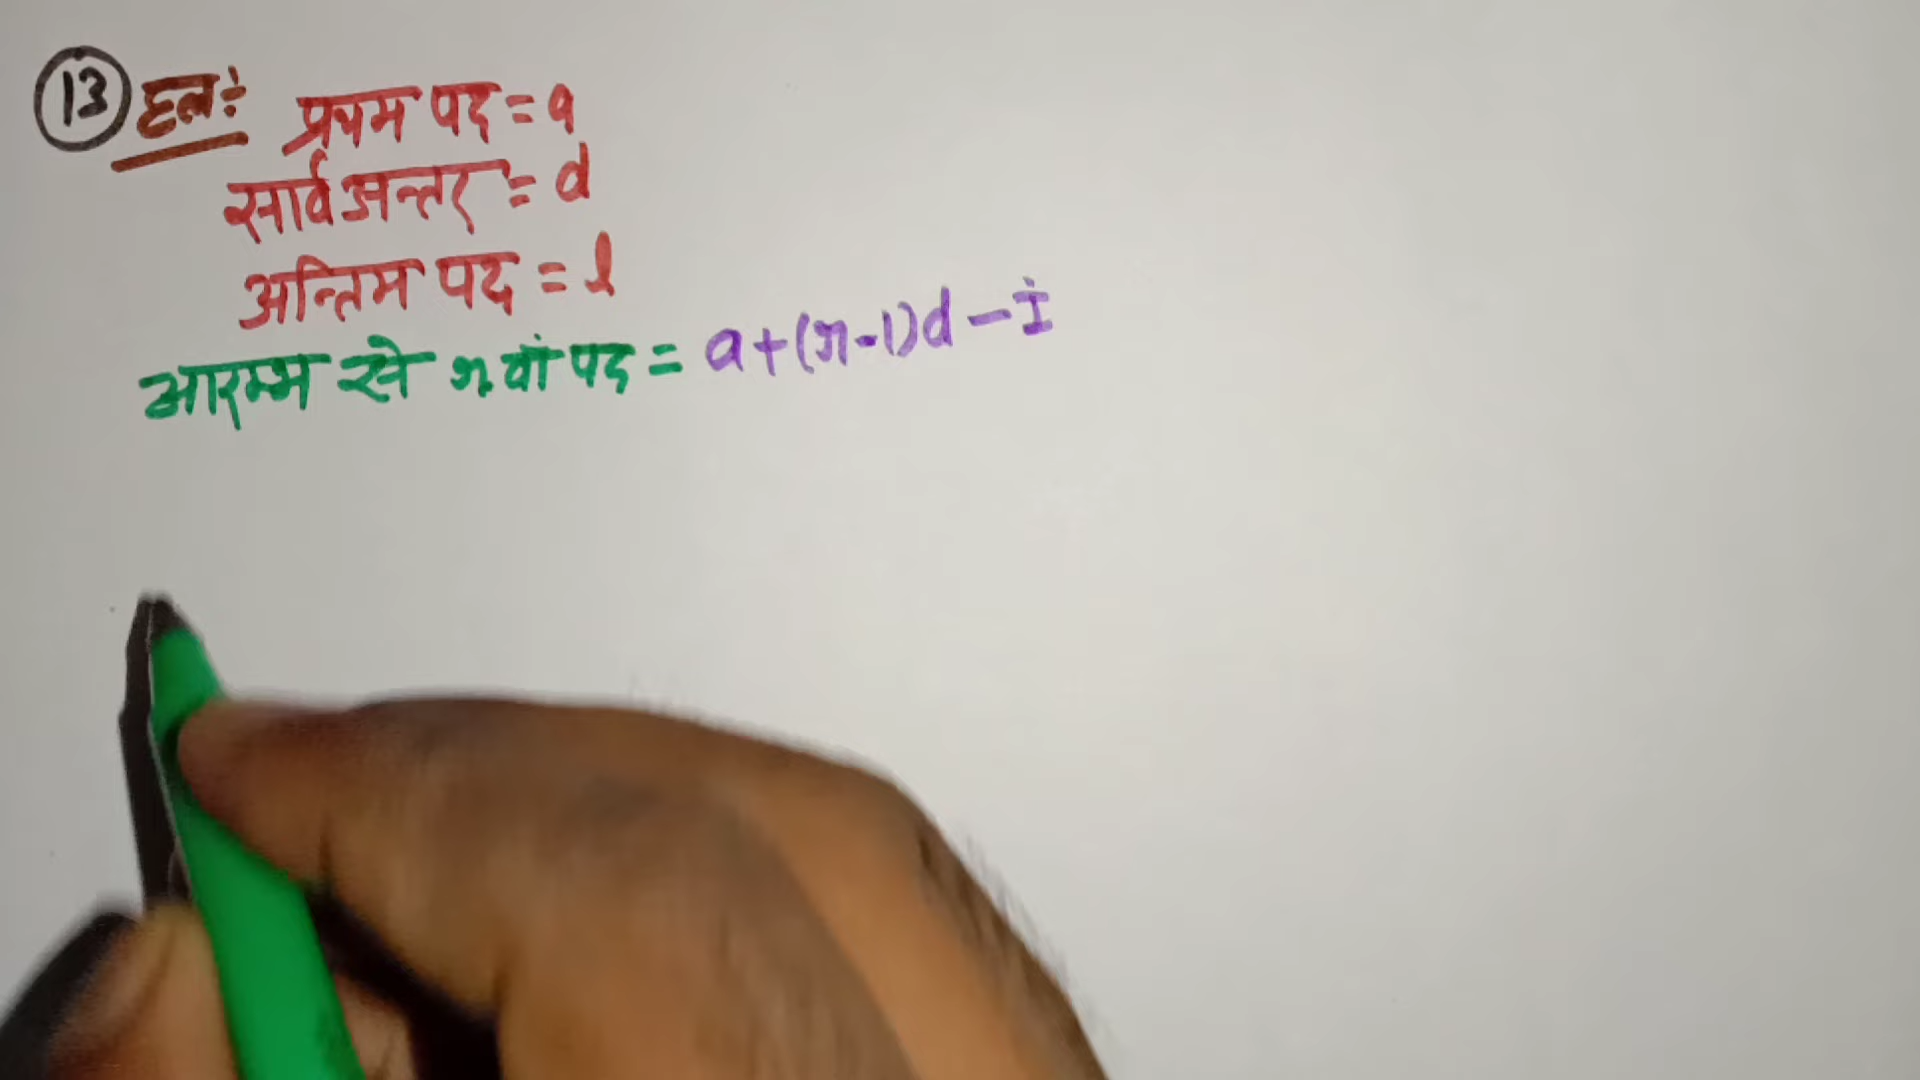 13 हलः प्रथम पद = a
सार्वअन्तर = d
अन्तिम पद = l
आरम्भ से n वां पद = a+(n-1)d - i